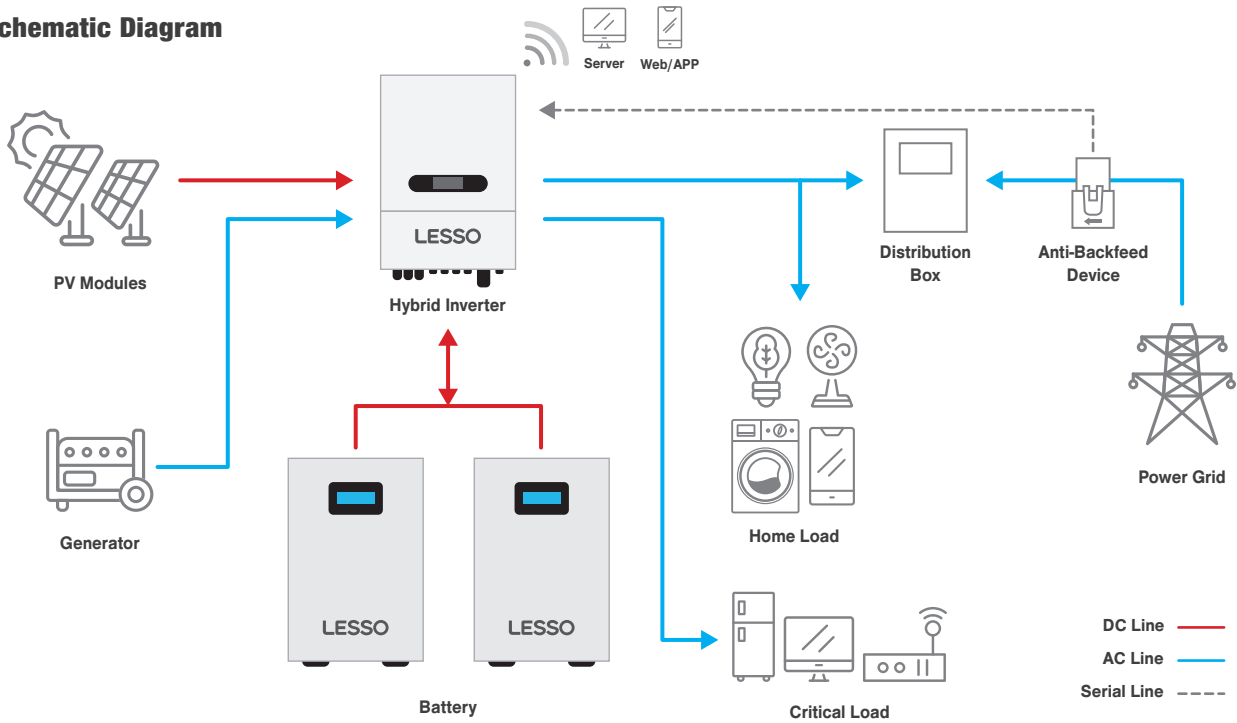 chematic Diagram
Server
Web/APP
LESSO
PV Modules
Hybrid Inverter
Distribution
Box
Anti-Backfeed
Device
Power Grid
Generator
Home Load
LESSO
LESSO
Battery
Critical Load
DC Line
AC Line
Serial Line